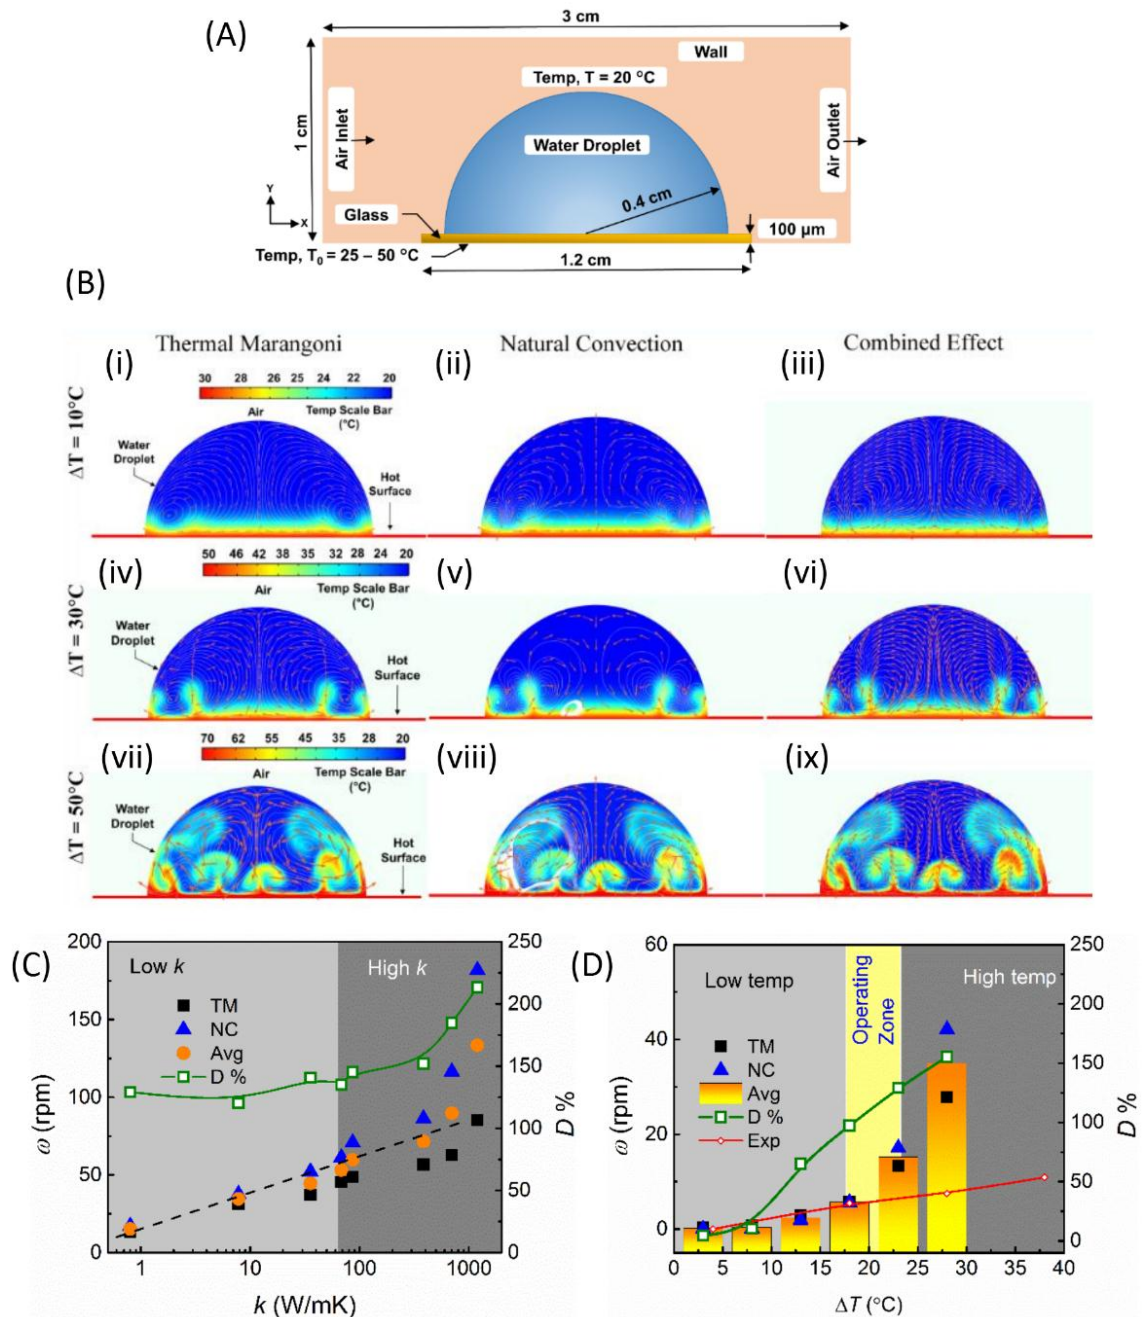 (A)
3 cm
Wall
Temp, T = 20 °C
1 cm
Air Inlet
Water Droplet
Air Outlet
0.4 cm
Y
X
Glass
100 µm
Temp, T₀ = 25 – 50 °C
1.2 cm
(B)
Thermal Marangoni
Natural Convection
Combined Effect
(i)
(ii)
(iii)
ΔT = 10°C
30 28 27 26 25 24 22 21 20
Air
Temp Scale Bar
(°C)
Water
Droplet
Hot
Surface
(iv)
(v)
(vi)
ΔT = 30°C
50 46 42 38 35 32 28 24 20
Air
Temp Scale Bar
(°C)
Water
Droplet
Hot
Surface
(vii)
(viii)
(ix)
ΔT = 50°C
70 62 55 45 35 28 20
Air
Temp Scale Bar
(°C)
Water
Droplet
Hot
Surface
(C)
Low k
High k
TM
NC
Avg
D %
200
150
100
50
0
ω (rpm)
250
200
150
100
50
0
D %
1 10 100 1000
k (W/mK)
(D)
Low temp
Operating
Zone
High temp
TM
NC
Avg
D %
Exp
60
40
20
0
ω (rpm)
250
200
150
100
50
0
D %
0 5 10 15 20 25 30 35 40
ΔT (°C)